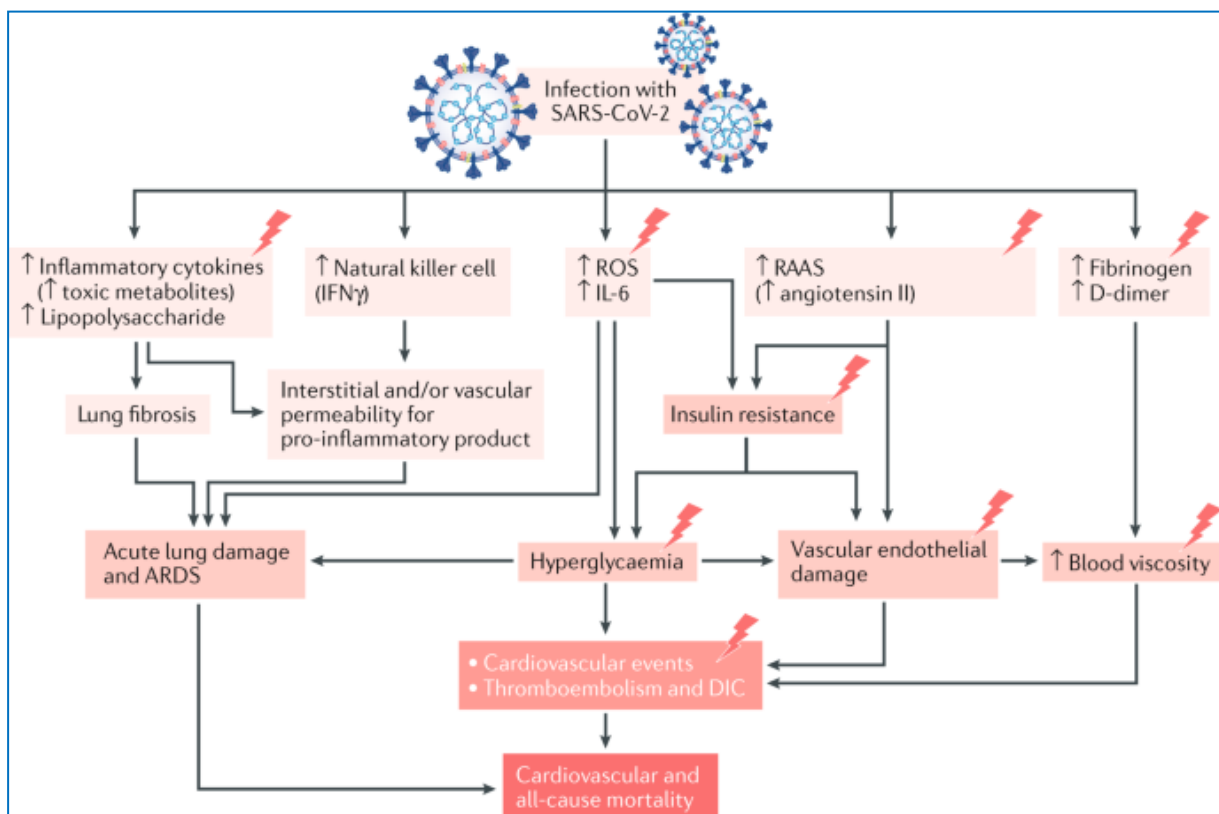 Infection with
SARS-CoV-2
↑ Inflammatory cytokines
(↑ toxic metabolites)
↑ Lipopolysaccharide
↑ Natural killer cell
(IFNγ)
↑ ROS
↑ IL-6
↑ RAAS
(↑ angiotensin II)
↑ Fibrinogen
↑ D-dimer
Lung fibrosis
Interstitial and/or vascular
permeability for
pro-inflammatory product
Insulin resistance
Acute lung damage
and ARDS
Hyperglycaemia
Vascular endothelial
damage
↑ Blood viscosity
• Cardiovascular events
• Thromboembolism and DIC
Cardiovascular and
all-cause mortality